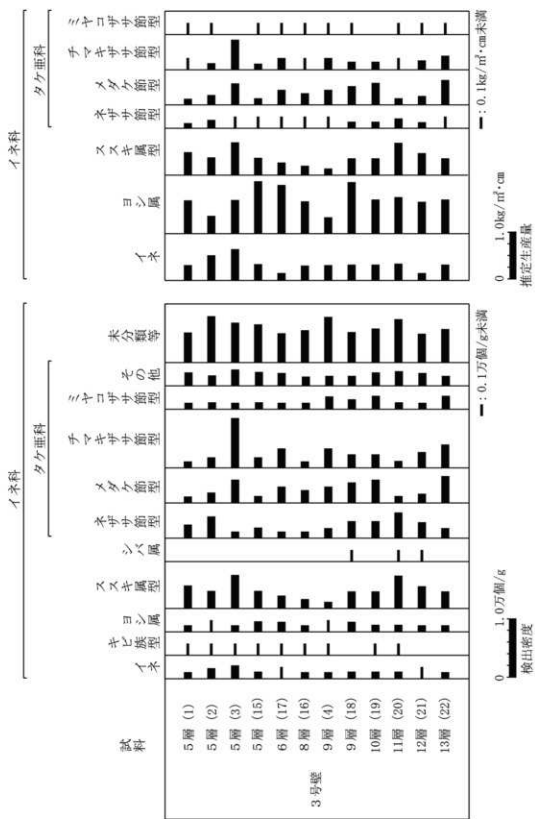 イネ科
タケ亜科
イネ
キビ族型
ヨシ属
ススキ属型
シバ属
ネザサ節型
メダケ節型
チマキザサ節型
ミヤコザサ節型
その他
未分類等
イネ科
タケ亜科
イネ
ヨシ属
ススキ属型
ネザサ節型
メダケ節型
チマキザサ節型
ミヤコザサ節型
試料
3号壁
5層 (1)
5層 (2)
5層 (3)
5層 (15)
6層 (17)
8層 (16)
9層 (4)
9層 (18)
10層 (19)
11層 (20)
12層 (21)
13層 (22)
0 1.0万個/g
検出密度
▬:0.1万個/g未満
0 1.0kg/㎡・cm
推定生産量
▬:0.1kg/㎡・cm未満